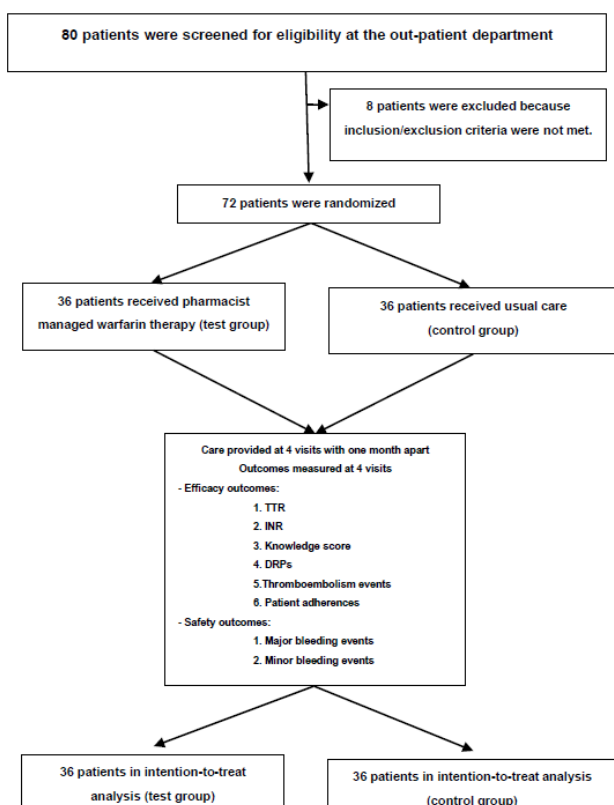 80 patients were screened for eligibility at the out-patient department
8 patients were excluded because
inclusion/exclusion criteria were not met.
72 patients were randomized
36 patients received pharmacist
managed warfarin therapy (test group)
36 patients received usual care
(control group)
Care provided at 4 visits with one month apart
Outcomes measured at 4 visits
- Efficacy outcomes:
1. TTR
2. INR
3. Knowledge score
4. DRPs
5.Thromboembolism events
6. Patient adherences
- Safety outcomes:
1. Major bleeding events
2. Minor bleeding events
36 patients in intention-to-treat
analysis (test group)
36 patients in intention-to-treat analysis
(control group)